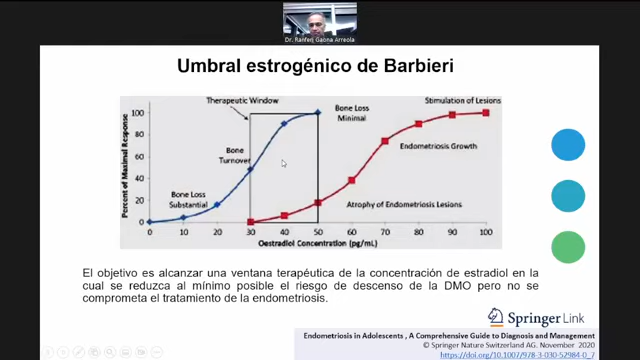 Dr. Ranferi Gaona Arreola
Umbral estrogénico de Barbieri
Therapeutic Window
Bone Loss
Minimal
Stimulation of Lesions
Bone
Turnover
Endometriosis Growth
Bone Loss
Substantial
Atrophy of Endometriosis Lesions
Percent of Maximal Response
100
80
60
40
20
0
0 10 20 30 40 50 60 70 80 90 100
Oestradiol Concentration (pg/mL)
El objetivo es alcanzar una ventana terapéutica de la concentración de estradiol en la
cual se reduzca al mínimo posible el riesgo de descenso de la DMO pero no se
comprometa el tratamiento de la endometriosis.
Springer Link
Endometriosis in Adolescents , A Comprehensive Guide to Diagnosis and Management
© Springer Nature Switzerland AG. November 2020
https://doi.org/10.1007/978-3-030-52984-0_7